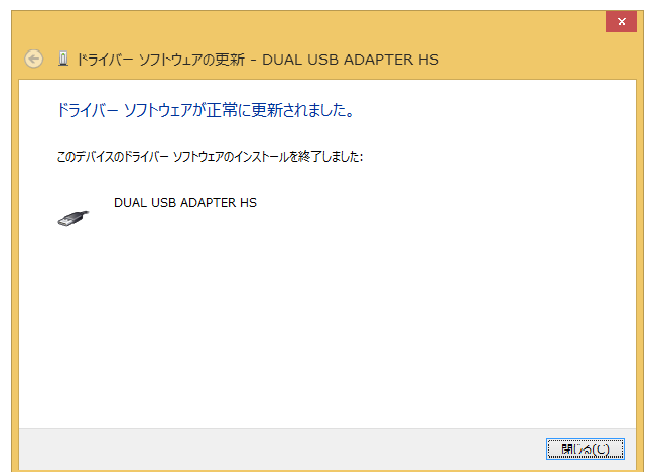 ドライバー ソフトウェアの更新 - DUAL USB ADAPTER HS
ドライバー ソフトウェアが正常に更新されました。
このデバイスのドライバー ソフトウェアのインストールを終了しました:
DUAL USB ADAPTER HS
閉じる(C)